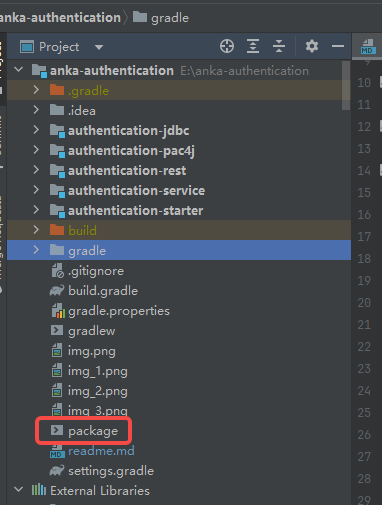 anka-authentication gradle
Project
anka-authentication E:\anka-authentication
.gradle
.idea
authentication-jdbc
authentication-pac4j
authentication-rest
authentication-service
authentication-starter
build
gradle
.gitignore
build.gradle
gradle.properties
gradlew
img.png
img_1.png
img_2.png
img_3.png
package
MD readme.md
settings.gradle
External Libraries
MD
9
10
11
12
13
14
15
16
17
18
19
20
21
22
23
24
25
26
27
28
29